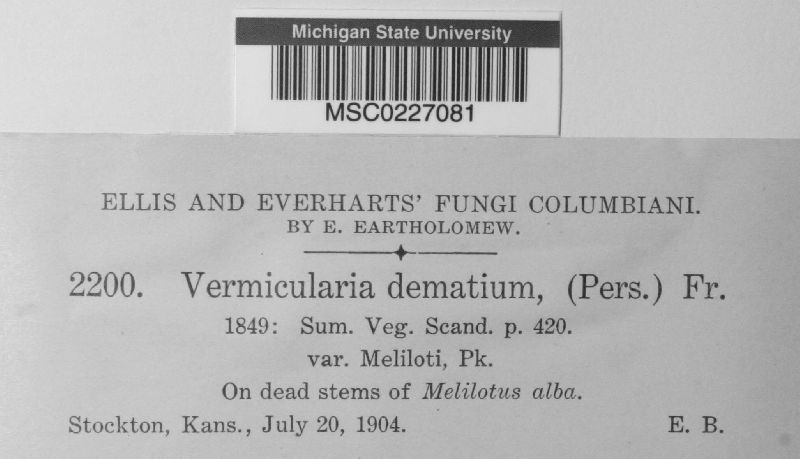 Michigan State University
MSC0227081
ELLIS AND EVERHARTS' FUNGI COLUMBIANI.
BY E. EARTHOLOMEW.
2200. Vermicularia dematium, (Pers.) Fr.
1849: Sum. Veg. Scand. p. 420.
var. Meliloti, Pk.
On dead stems of Melilotus alba.
Stockton, Kans., July 20, 1904. E. B.